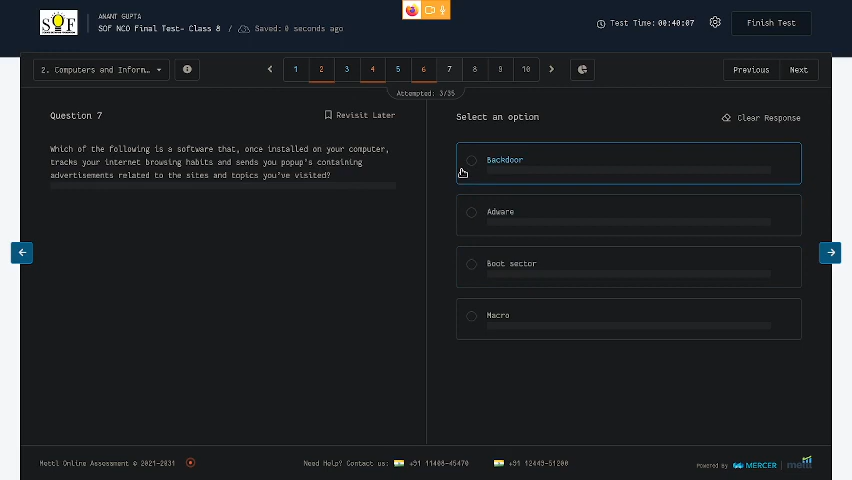 SOF
ANANT GUPTA
SOF NCO Final Test- Class 8 / Saved: 0 seconds ago
Test Time: 00:40:07
Finish Test
2. Computers and Inform…
1 2 3 4 5 6 7 8 9 10
Previous
Next
Attempted: 3/35
Question 7
Revisit Later
Select an option
Clear Response
Which of the following is a software that, once installed on your computer,
tracks your internet browsing habits and sends you popup's containing
advertisements related to the sites and topics you've visited?
Backdoor
Adware
Boot sector
Macro
Mettl Online Assessment © 2021-2031
Need Help? Contact us: +91 11408-45470 +91 12449-51200
Powered by MERCER mettl